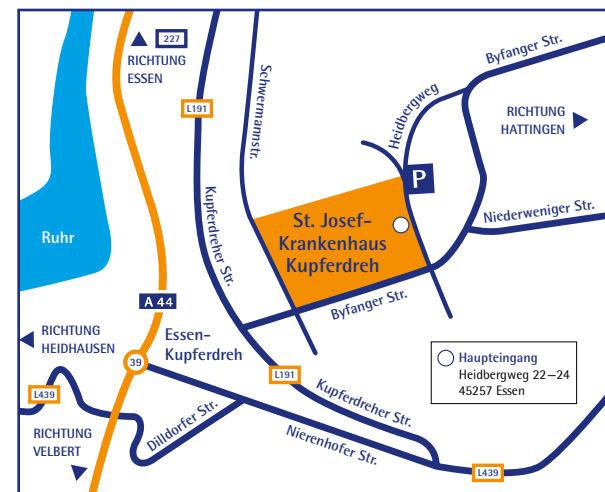 227
RICHTUNG
ESSEN
Byfanger Str.
Schwermannstr.
Heidbergweg
L191
RICHTUNG
HATTINGEN
P
Kupferdreher Str.
St. Josef-
Krankenhaus
Kupferdreh
Niederweniger Str.
Ruhr
A 44
Byfanger Str.
RICHTUNG
HEIDHAUSEN
Essen-
Kupferdreh
39
L191
Haupteingang
Heidbergweg 22–24
45257 Essen
L439
Kupferdreher Str.
Dilldorfer Str.
Nierenhofer Str.
RICHTUNG
VELBERT
L439